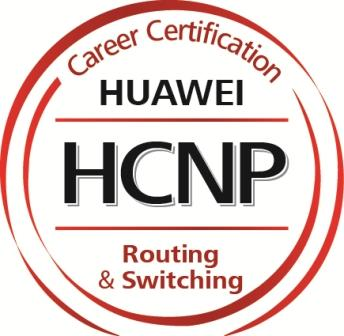 Career Certification
HUAWEI
HCNP
Routing
& Switching